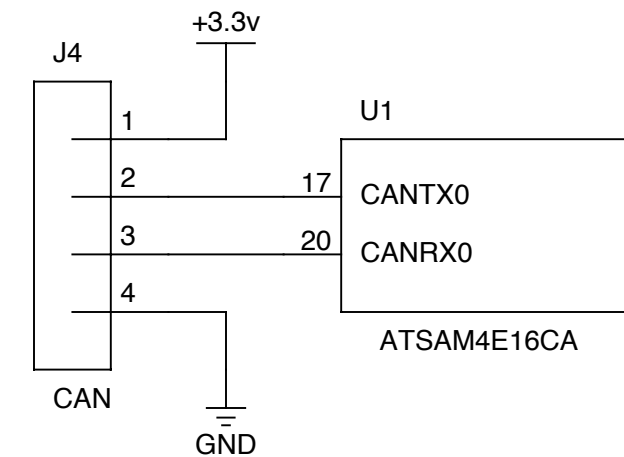 +3.3v
J4
1
U1
2
17
CANTX0
3
20
CANRX0
4
ATSAM4E16CA
CAN
GND